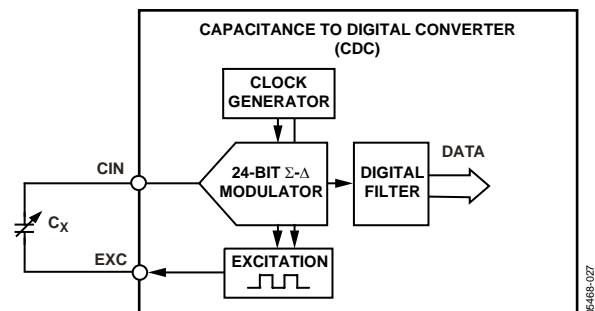 CAPACITANCE TO DIGITAL CONVERTER
(CDC)
CLOCK
GENERATOR
CIN
24-BIT Σ-Δ
MODULATOR
DIGITAL
FILTER
DATA
CX
EXC
EXCITATION
05468-027